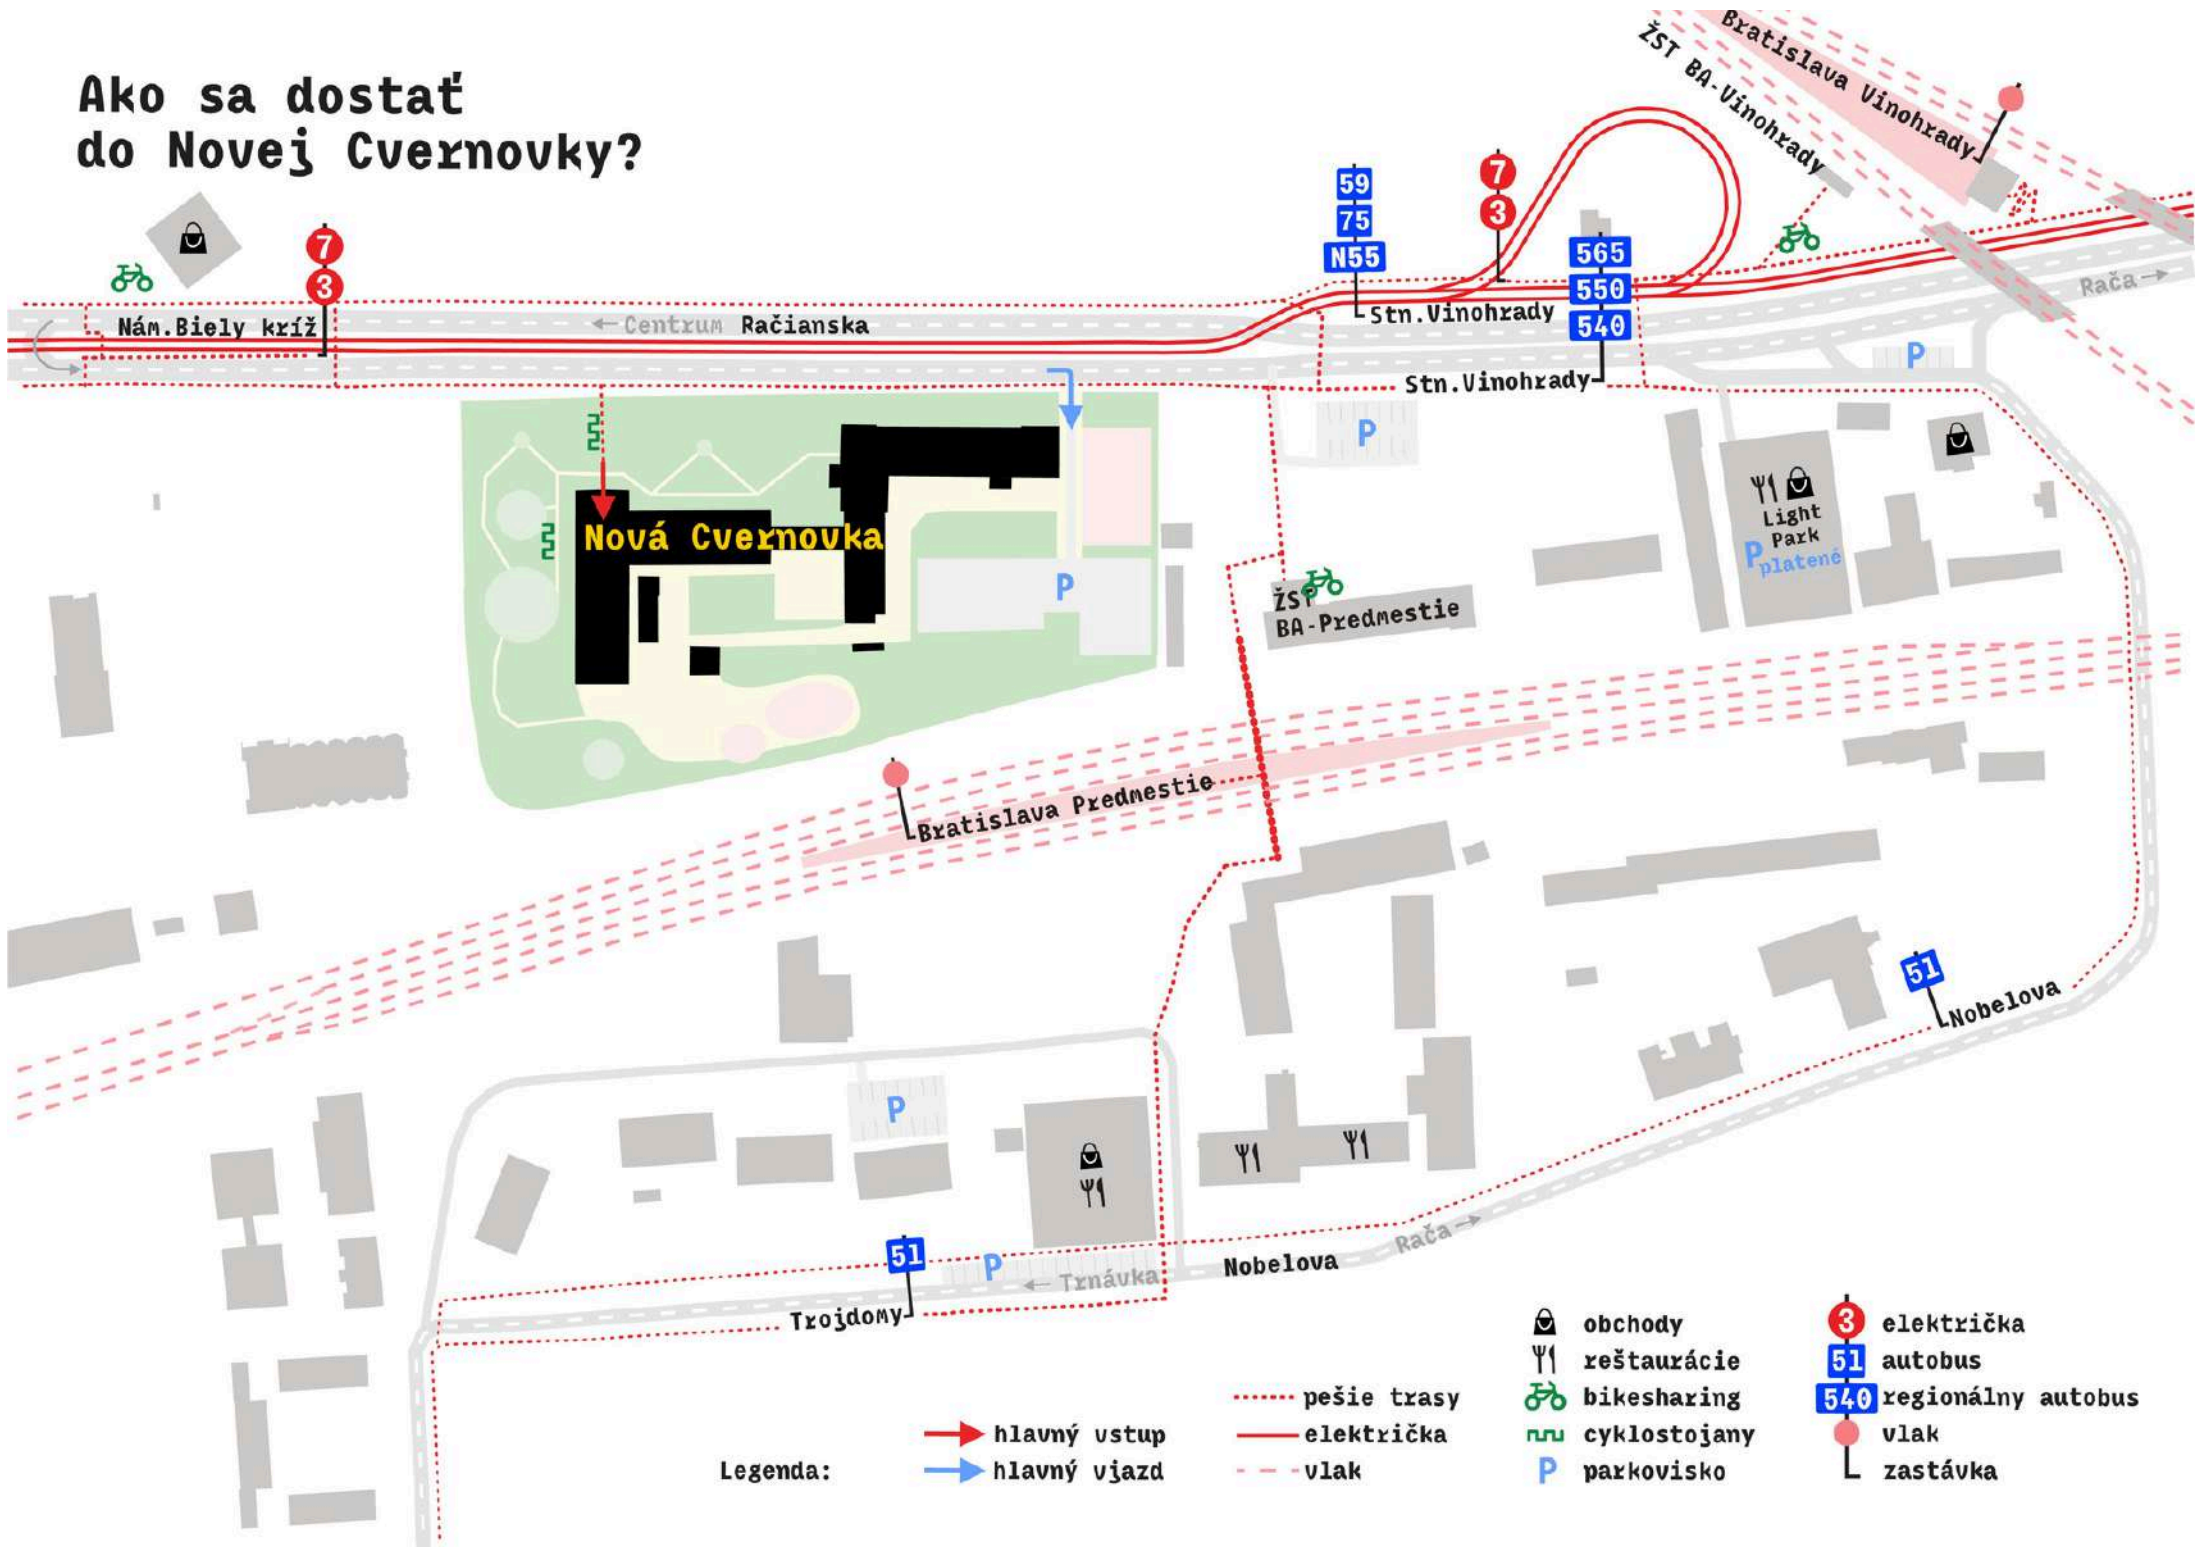 Ako sa dostať
do Novej Cvernovky?
Bratislava Vinohrady
ŽST BA-Vinohrady
7
3
59
75
N55
7
3
565
550
540
Nám.Biely kríž
← Centrum Račianska
Stn.Vinohrady
Stn.Vinohrady
Rača →
P
P
Nová Cvernovka
P
Light
Park
P platené
ŽST
BA-Predmestie
Bratislava Predmestie
51
Nobelova
P
51
P
← Trnávka
Nobelova
Rača →
Trojdomy
Legenda:
hlavný vstup
hlavný vjazd
pešie trasy
električka
vlak
obchody
reštaurácie
bikesharing
cyklostojany
P parkovisko
3 električka
51 autobus
540 regionálny autobus
vlak
zastávka